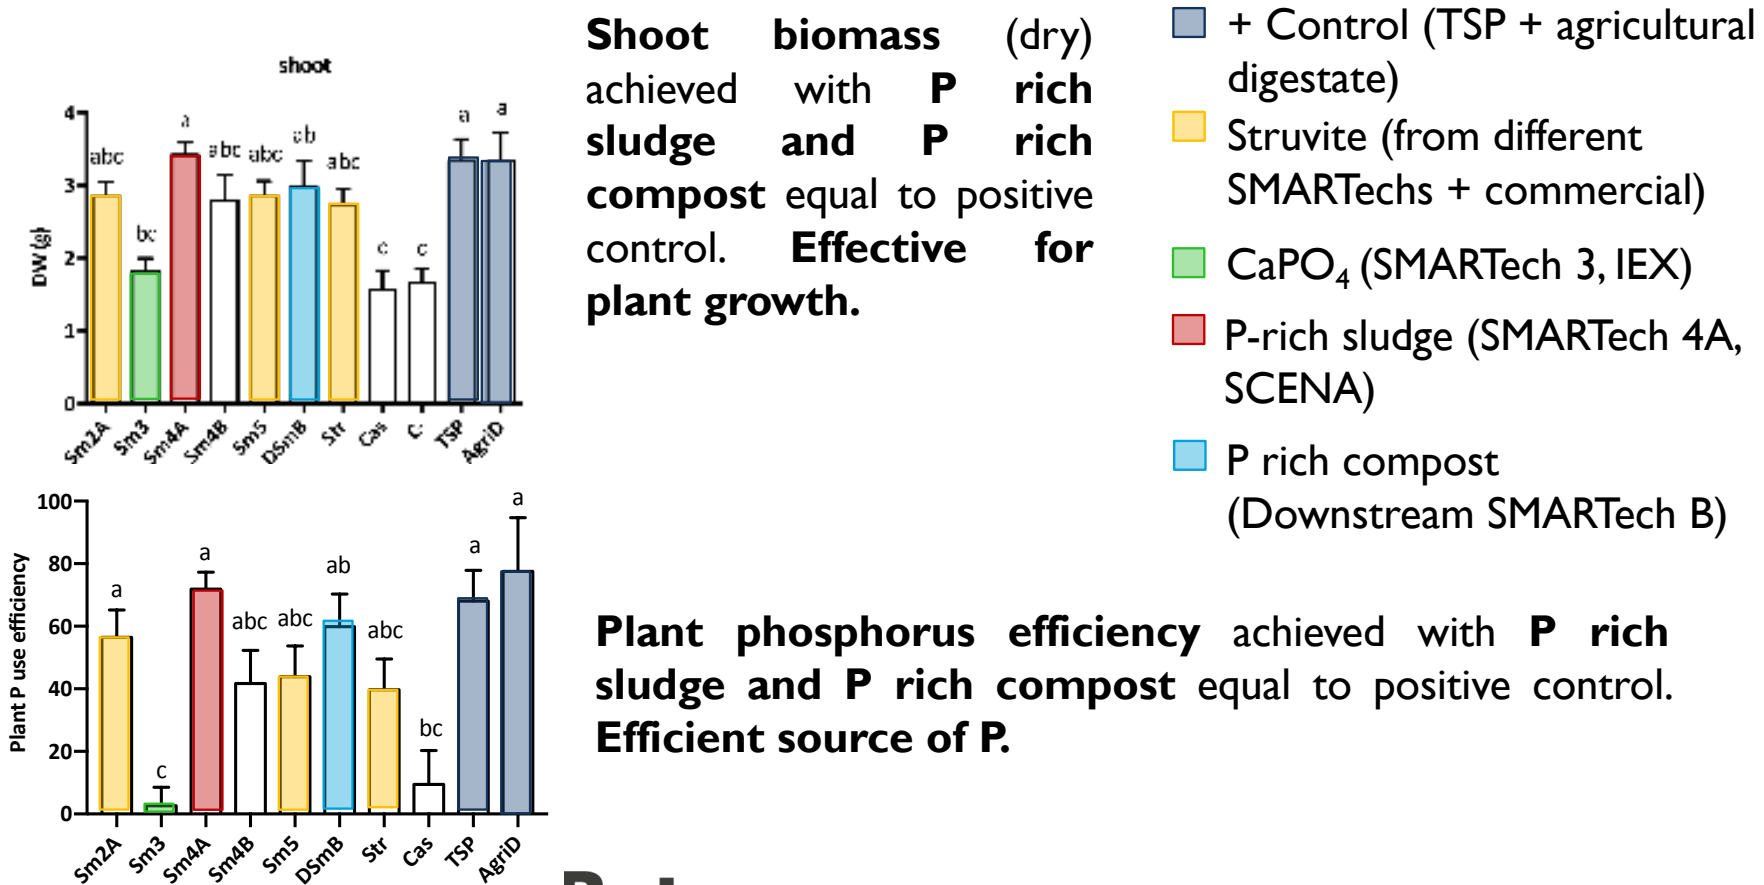 shoot
4
3
2
1
0
DW (g)
abc
bc
a
abc
abc
ab
abc
c
c
a
a
Sm2A
Sm3
Sm4A
Sm4B
Sm5
DSmB
Str
Cas
C
TSP
AgriD
Shoot biomass (dry)
achieved with P rich
sludge and P rich
compost equal to positive
control. Effective for
plant growth.
+ Control (TSP + agricultural
digestate)
Struvite (from different
SMARTechs + commercial)
CaPO₄ (SMARTech 3, IEX)
P-rich sludge (SMARTech 4A,
SCENA)
P rich compost
(Downstream SMARTech B)
100
80
60
40
20
0
Plant P use efficiency
a
c
a
abc
abc
ab
abc
bc
a
a
Sm2A
Sm3
Sm4A
Sm4B
Sm5
DSmB
Str
Cas
TSP
AgriD
Plant phosphorus efficiency achieved with P rich
sludge and P rich compost equal to positive control.
Efficient source of P.